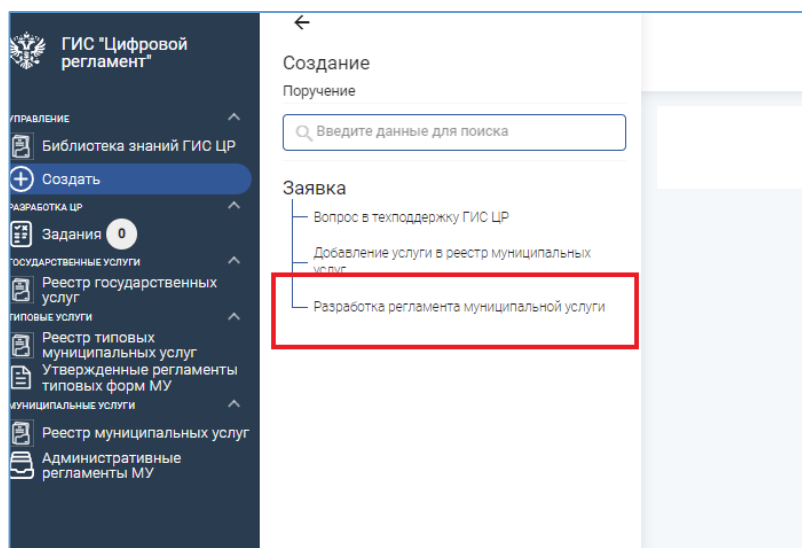 ГИС "Цифровой
регламент"
УПРАВЛЕНИЕ
Библиотека знаний ГИС ЦР
Создать
РАЗРАБОТКА ЦР
Задания 0
ГОСУДАРСТВЕННЫЕ УСЛУГИ
Реестр государственных
услуг
ТИПОВЫЕ УСЛУГИ
Реестр типовых
муниципальных услуг
Утвержденные регламенты
типовых форм МУ
МУНИЦИПАЛЬНЫЕ УСЛУГИ
Реестр муниципальных услуг
Административные
регламенты МУ
Создание
Поручение
Введите данные для поиска
Заявка
Вопрос в техподдержку ГИС ЦР
Добавление услуги в реестр муниципальных
услуг
Разработка регламента муниципальной услуги